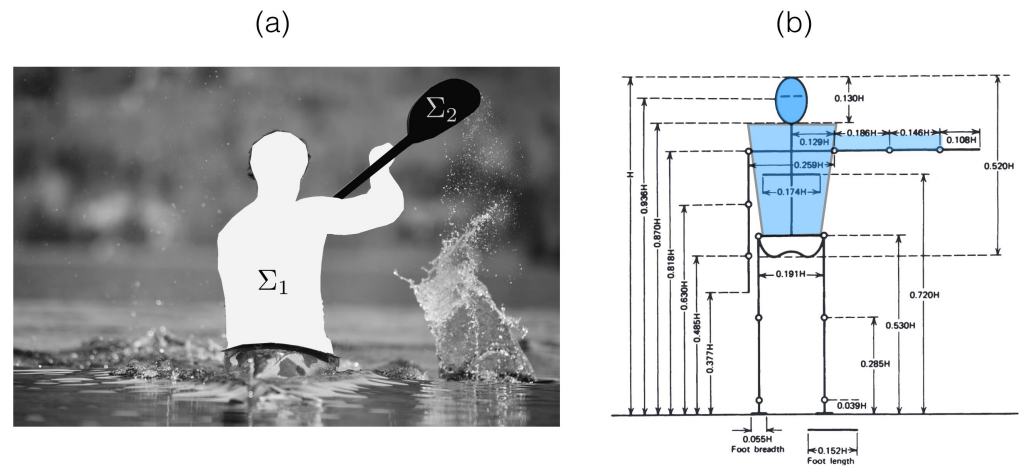 (a)
(b)
Σ₂
Σ₁
0.130H
0.186H
0.146H
0.108H
0.129H
0.259H
0.174H
0.520H
H
0.936H
0.870H
0.818H
0.630H
0.485H
0.377H
0.191H
0.720H
0.530H
0.285H
0.039H
0.055H
Foot breadth
0.152H
Foot length